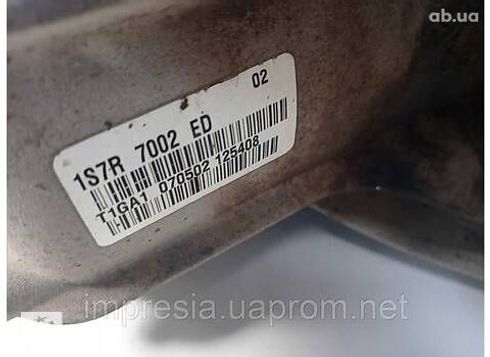 ab.ua
02
1S7R 7002 ED
T1GA1 070502 125408
impresia.uaprom.net